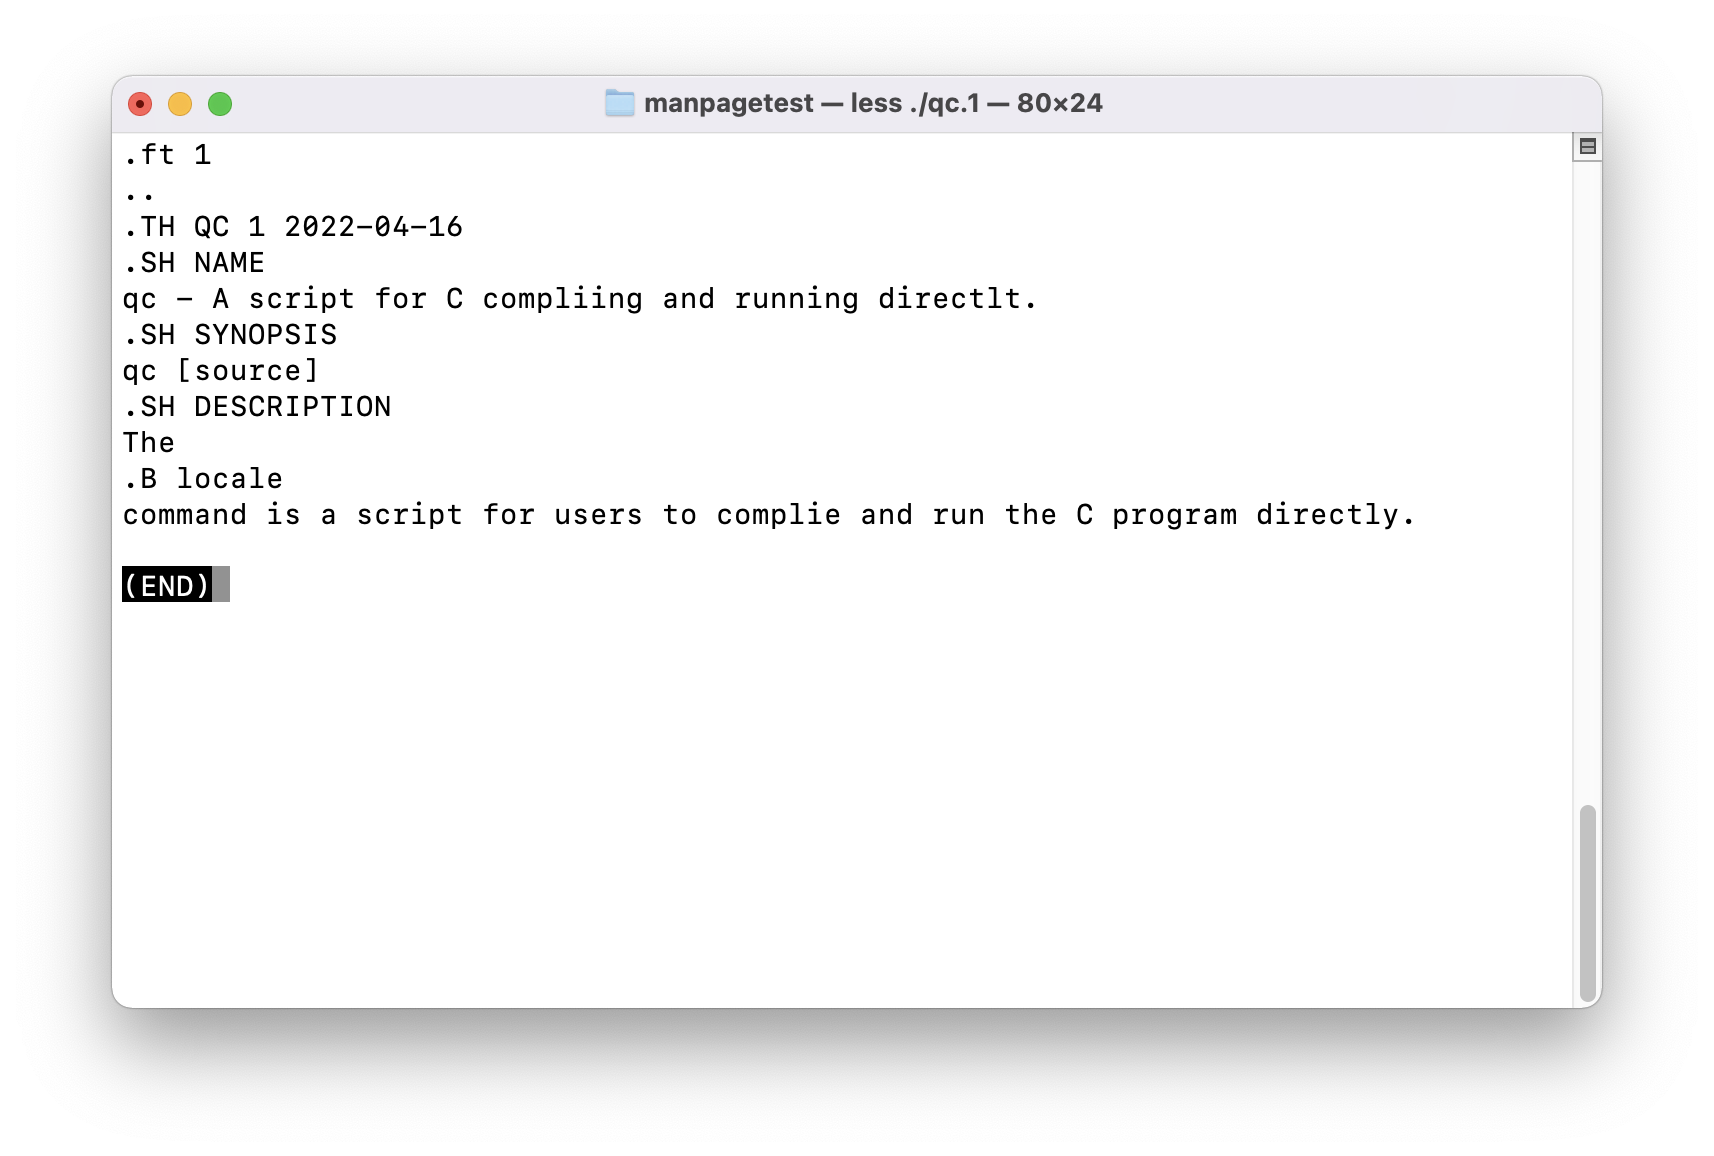 manpagetest — less ./qc.1 — 80×24
.ft 1
..
.TH QC 1 2022-04-16
.SH NAME
qc - A script for C compliing and running directlt.
.SH SYNOPSIS
qc [source]
.SH DESCRIPTION
The
.B locale
command is a script for users to complie and run the C program directly.
(END)